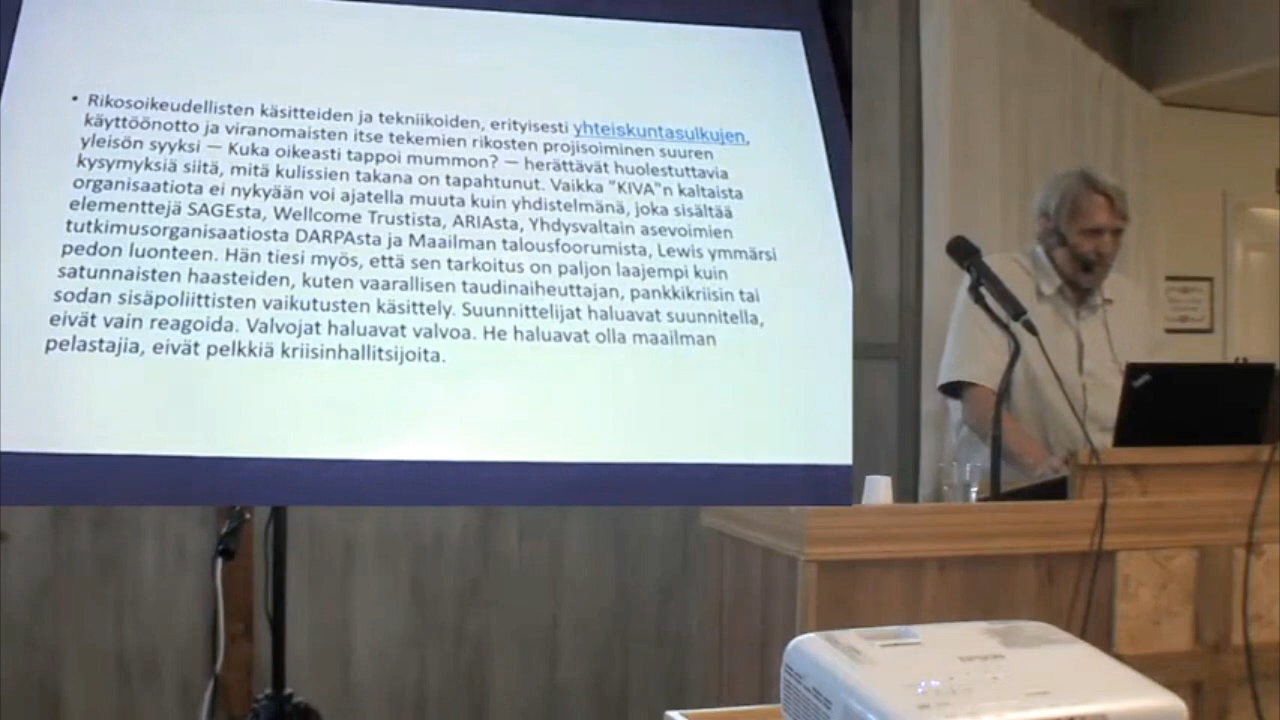 • Rikosoikeudellisten käsitteiden ja tekniikoiden, erityisesti yhteiskuntasulkujen,
käyttöönotto ja viranomaisten itse tekemien rikosten projisoiminen suuren
yleisön syyksi — Kuka oikeasti tappoi mummon? — herättävät huolestuttavia
kysymyksiä siitä, mitä kulissien takana on tapahtunut. Vaikka "KIVA"n kaltaista
organisaatiota ei nykyään voi ajatella muuta kuin yhdistelmänä, joka sisältää
elementtejä SAGEsta, Wellcome Trustista, ARIAsta, Yhdysvaltain asevoimien
tutkimusorganisaatiosta DARPAsta ja Maailman talousfoorumista, Lewis ymmärsi
pedon luonteen. Hän tiesi myös, että sen tarkoitus on paljon laajempi kuin
satunnaisten haasteiden, kuten vaarallisen taudinaiheuttajan, pankkikriisin tai
sodan sisäpoliittisten vaikutusten käsittely. Suunnittelijat haluavat suunnitella,
eivät vain reagoida. Valvojat haluavat valvoa. He haluavat olla maailman
pelastajia, eivät pelkkiä kriisinhallitsijoita.
EPSON